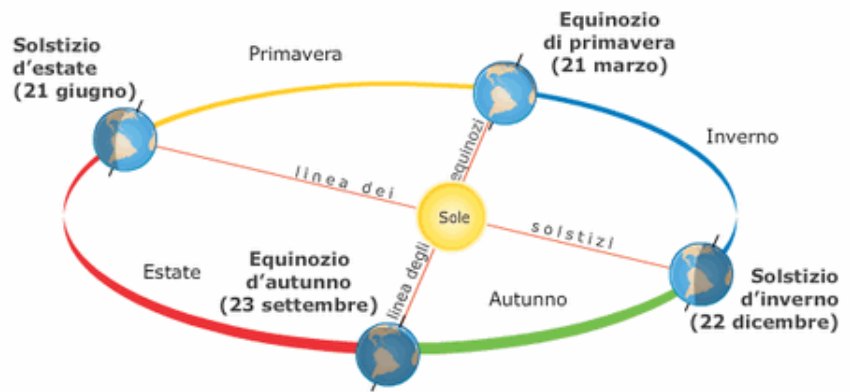 Solstizio
d'estate
(21 giugno)
Primavera
Equinozio
di primavera
(21 marzo)
Inverno
linea dei
equinozi
Sole
solstizi
linea degli
Estate
Equinozio
d'autunno
(23 settembre)
Autunno
Solstizio
d'inverno
(22 dicembre)